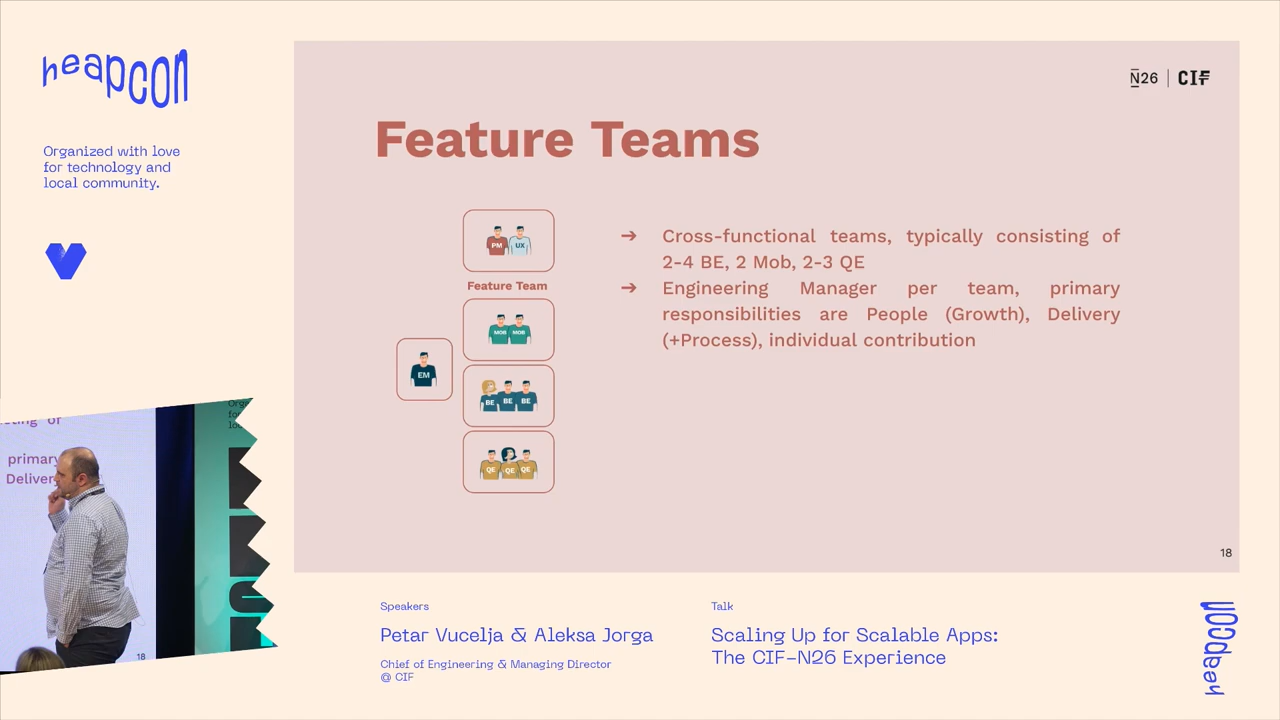 heapcon
Organized with love
for technology and
local community.
N26 | CIF
Feature Teams
PM UX
Feature Team
MOB MOB
EM
BE BE BE
QE QE QE
➔ Cross-functional teams, typically consisting of
2-4 BE, 2 Mob, 2-3 QE
➔ Engineering Manager per team, primary
responsibilities are People (Growth), Delivery
(+Process), individual contribution
18
of
primary
Delivery
18
Speakers
Petar Vucelja & Aleksa Jorga
Chief of Engineering & Managing Director
@ CIF
Talk
Scaling Up for Scalable Apps:
The CIF-N26 Experience
heapcon